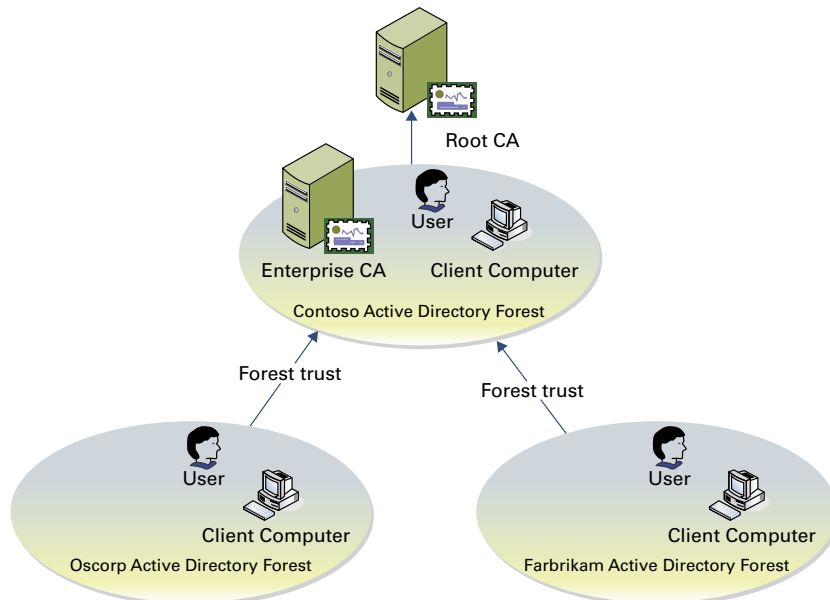 Root CA
User
Enterprise CA
Client Computer
Contoso Active Directory Forest
Forest trust
Forest trust
User
Client Computer
Oscorp Active Directory Forest
User
Client Computer
Farbrikam Active Directory Forest